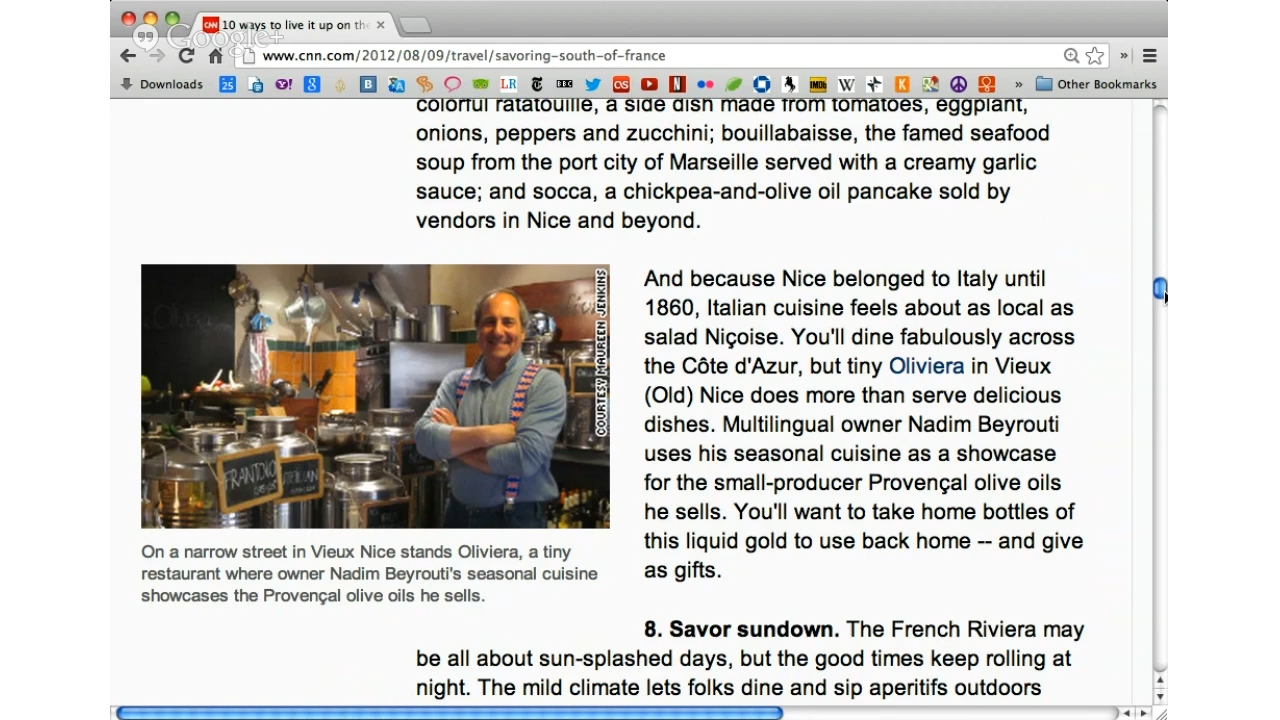 10 ways to live it up on the
Google+
www.cnn.com/2012/08/09/travel/savoring-south-of-france
Downloads
Other Bookmarks
colorful ratatouille, a side dish made from tomatoes, eggplant,
onions, peppers and zucchini; bouillabaisse, the famed seafood
soup from the port city of Marseille served with a creamy garlic
sauce; and socca, a chickpea-and-olive oil pancake sold by
vendors in Nice and beyond.
And because Nice belonged to Italy until
1860, Italian cuisine feels about as local as
salad Niçoise. You'll dine fabulously across
the Côte d'Azur, but tiny Oliviera in Vieux
(Old) Nice does more than serve delicious
dishes. Multilingual owner Nadim Beyrouti
uses his seasonal cuisine as a showcase
for the small-producer Provençal olive oils
he sells. You'll want to take home bottles of
this liquid gold to use back home -- and give
as gifts.
COURTESY MAUREEN JENKINS
FRANTOIO
On a narrow street in Vieux Nice stands Oliviera, a tiny
restaurant where owner Nadim Beyrouti's seasonal cuisine
showcases the Provençal olive oils he sells.
8. Savor sundown. The French Riviera may
be all about sun-splashed days, but the good times keep rolling at
night. The mild climate lets folks dine and sip aperitifs outdoors